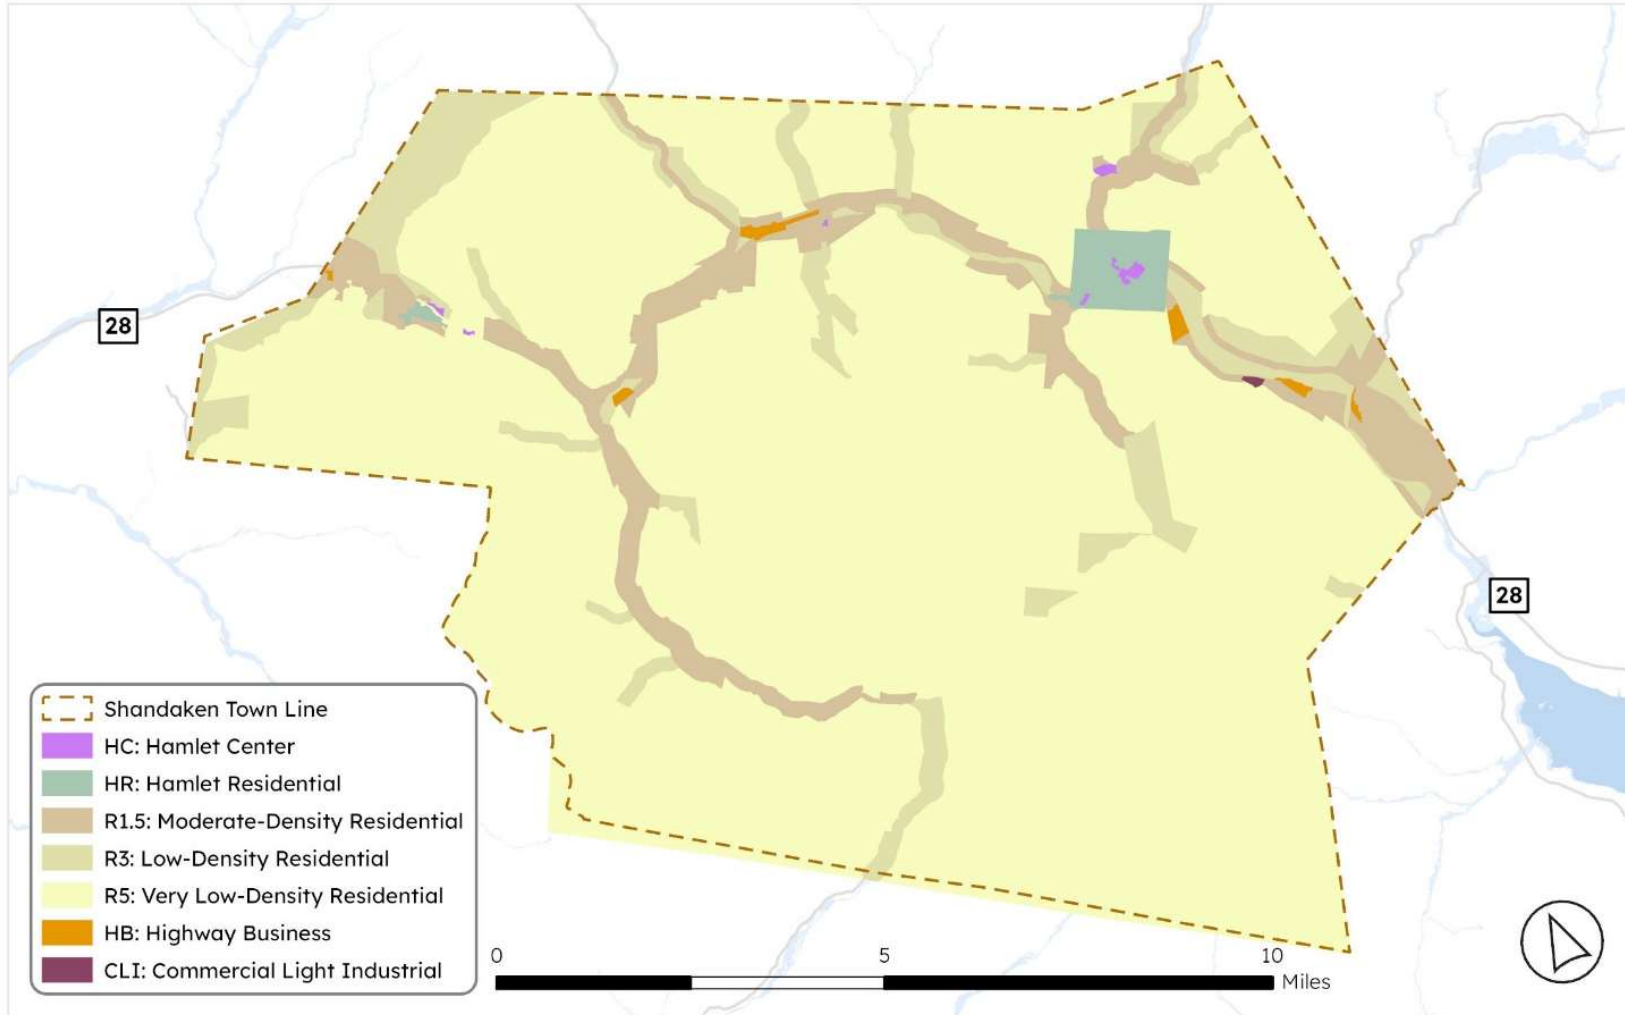 28
28
Shandaken Town Line
HC: Hamlet Center
HR: Hamlet Residential
R1.5: Moderate-Density Residential
R3: Low-Density Residential
R5: Very Low-Density Residential
HB: Highway Business
CLI: Commercial Light Industrial
0 5 10
Miles